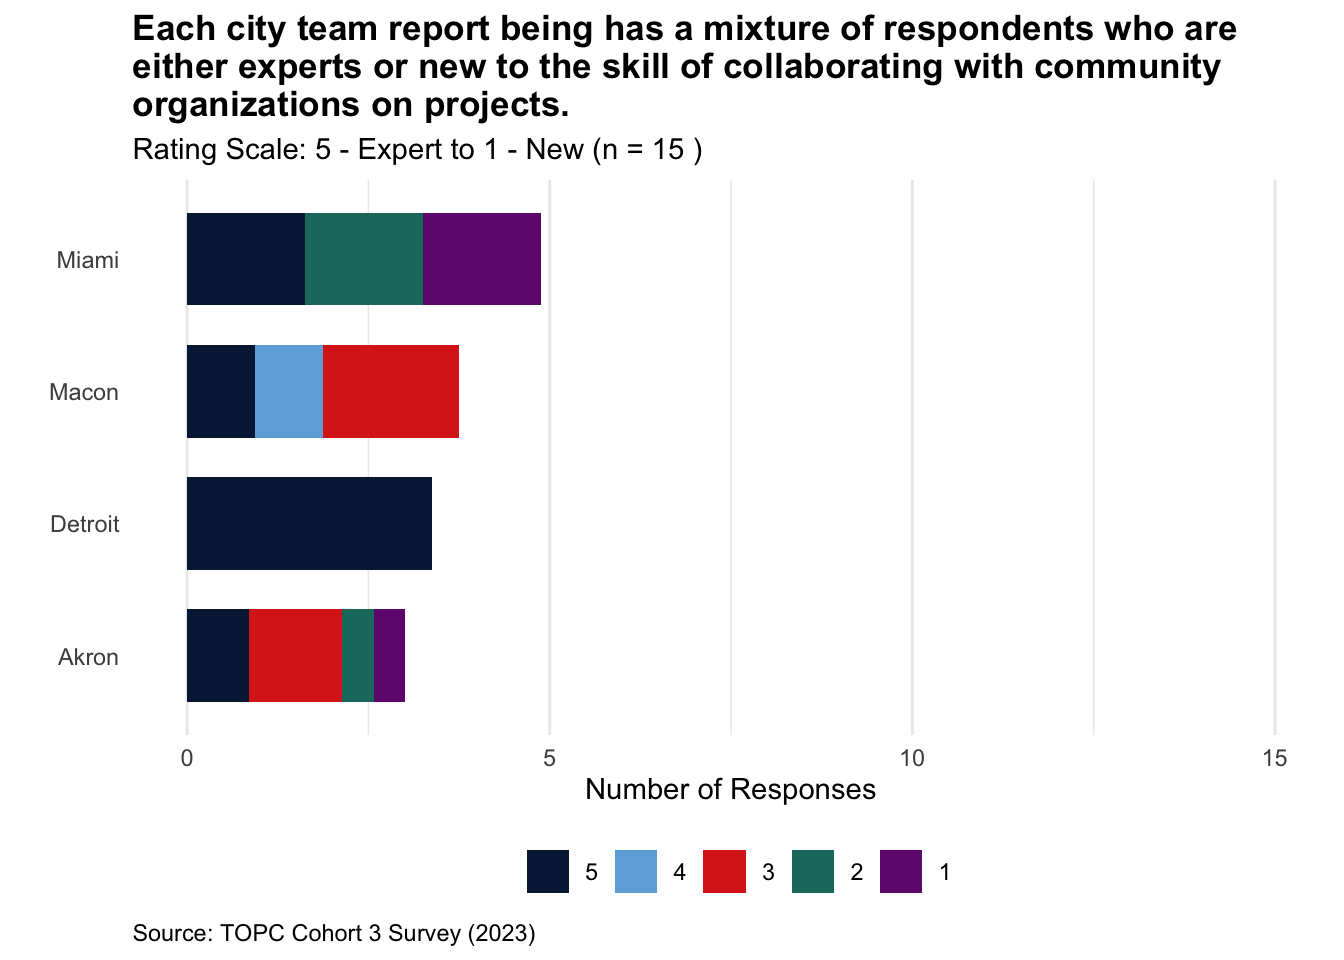 Each city team report being has a mixture of respondents who are
either experts or new to the skill of collaborating with community
organizations on projects.
Rating Scale: 5 - Expert to 1 - New (n = 15 )
Miami
Macon
Detroit
Akron
0 5 10 15
Number of Responses
5 4 3 2 1
Source: TOPC Cohort 3 Survey (2023)